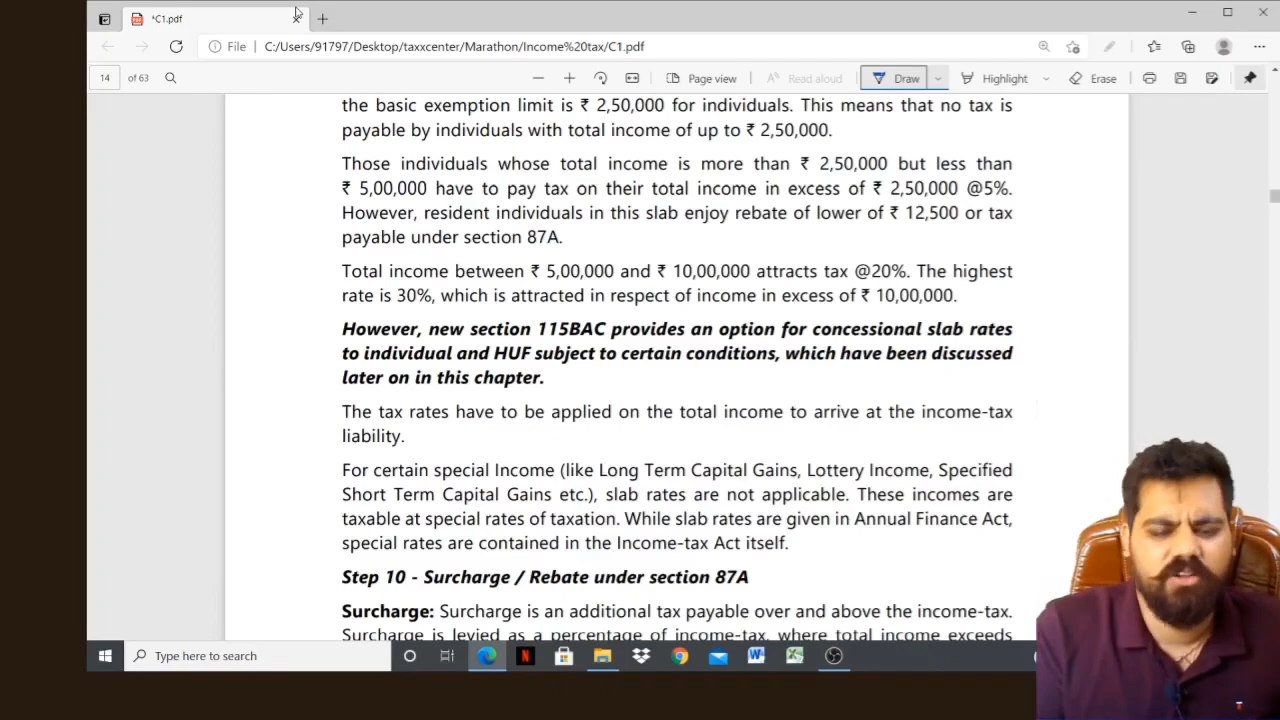 *C1.pdf
File
C:/Users/91797/Desktop/taxxcenter/Marathon/Income%20tax/C1.pdf
14 of 63
Page view
Read aloud
Draw
Highlight
Erase
the basic exemption limit is ₹ 2,50,000 for individuals. This means that no tax is
payable by individuals with total income of up to ₹ 2,50,000.
Those individuals whose total income is more than ₹ 2,50,000 but less than
₹ 5,00,000 have to pay tax on their total income in excess of ₹ 2,50,000 @5%.
However, resident individuals in this slab enjoy rebate of lower of ₹ 12,500 or tax
payable under section 87A.
Total income between ₹ 5,00,000 and ₹ 10,00,000 attracts tax @20%. The highest
rate is 30%, which is attracted in respect of income in excess of ₹ 10,00,000.
However, new section 115BAC provides an option for concessional slab rates
to individual and HUF subject to certain conditions, which have been discussed
later on in this chapter.
The tax rates have to be applied on the total income to arrive at the income-tax
liability.
For certain special Income (like Long Term Capital Gains, Lottery Income, Specified
Short Term Capital Gains etc.), slab rates are not applicable. These incomes are
taxable at special rates of taxation. While slab rates are given in Annual Finance Act,
special rates are contained in the Income-tax Act itself.
Step 10 - Surcharge / Rebate under section 87A
Surcharge: Surcharge is an additional tax payable over and above the income-tax.
Surcharge is levied as a percentage of income-tax, where total income exceeds
Type here to search